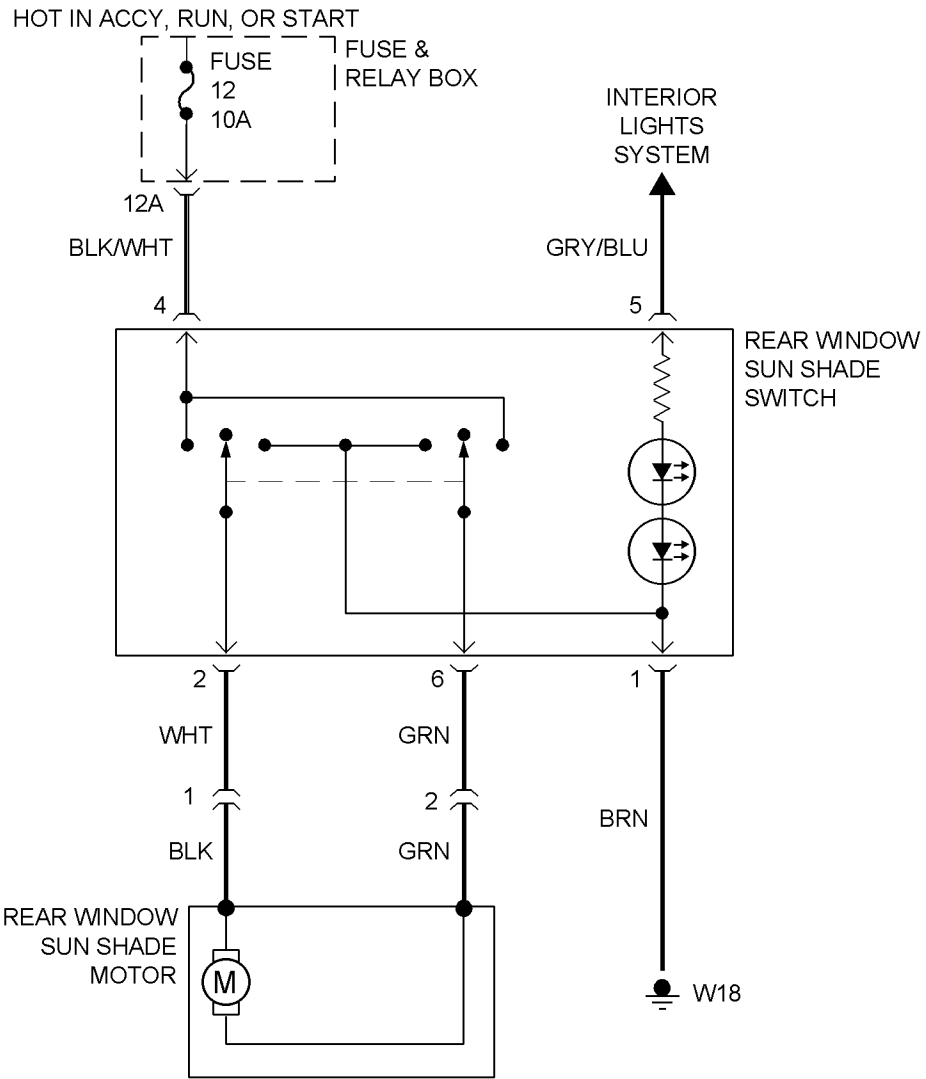 HOT IN ACCY, RUN, OR START
FUSE
12
10A
FUSE &
RELAY BOX
INTERIOR
LIGHTS
SYSTEM
12A
BLK/WHT
GRY/BLU
4
5
REAR WINDOW
SUN SHADE
SWITCH
2
6
1
WHT
GRN
1
2
BRN
BLK
GRN
REAR WINDOW
SUN SHADE
MOTOR
M
W18